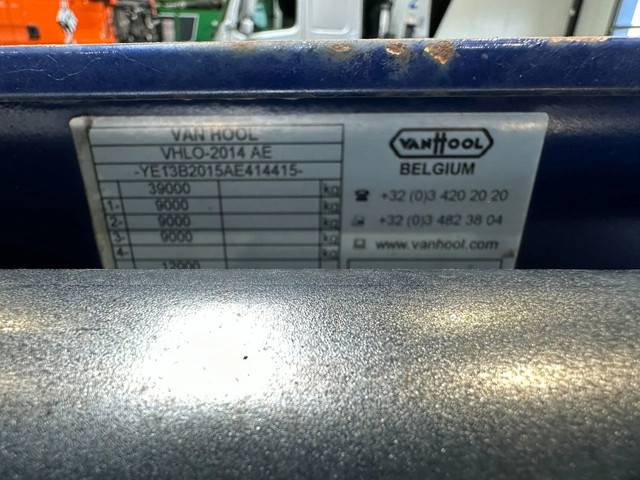 VAN HOOL
VHLO-2014 AE
-YE13B2015AE414415-
39000 kg
1- 9000 kg
2- 9000 kg
3- 9000 kg
4- kg
12000
VANHOOL
BELGIUM
+32 (0)3 420 20 20
+32 (0)3 482 38 04
www.vanhool.com